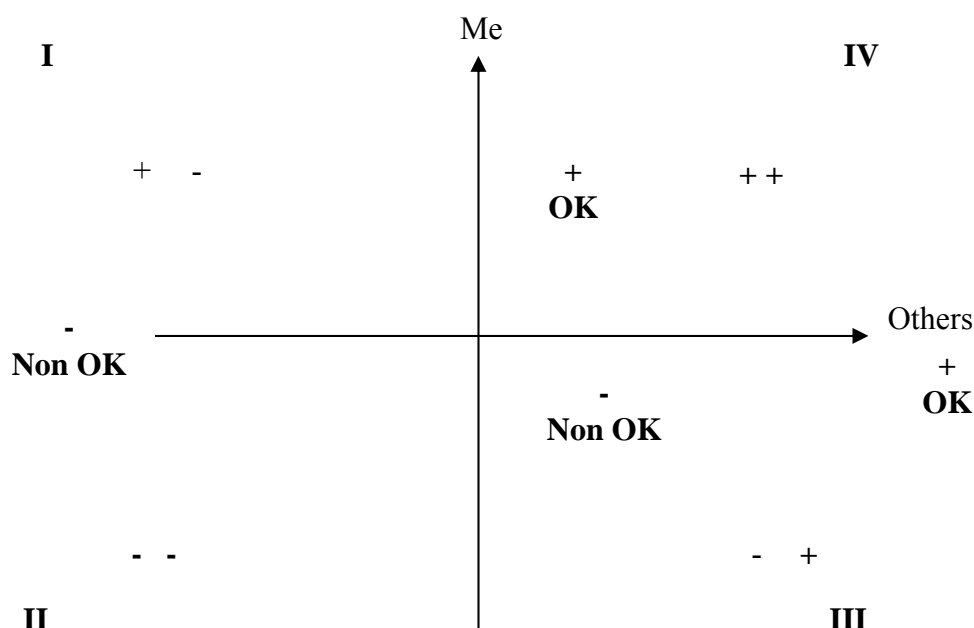 Me
I
IV
+ -
+
+ +
OK
-
Others
Non OK
+
OK
-
Non OK
- -
- +
II
III